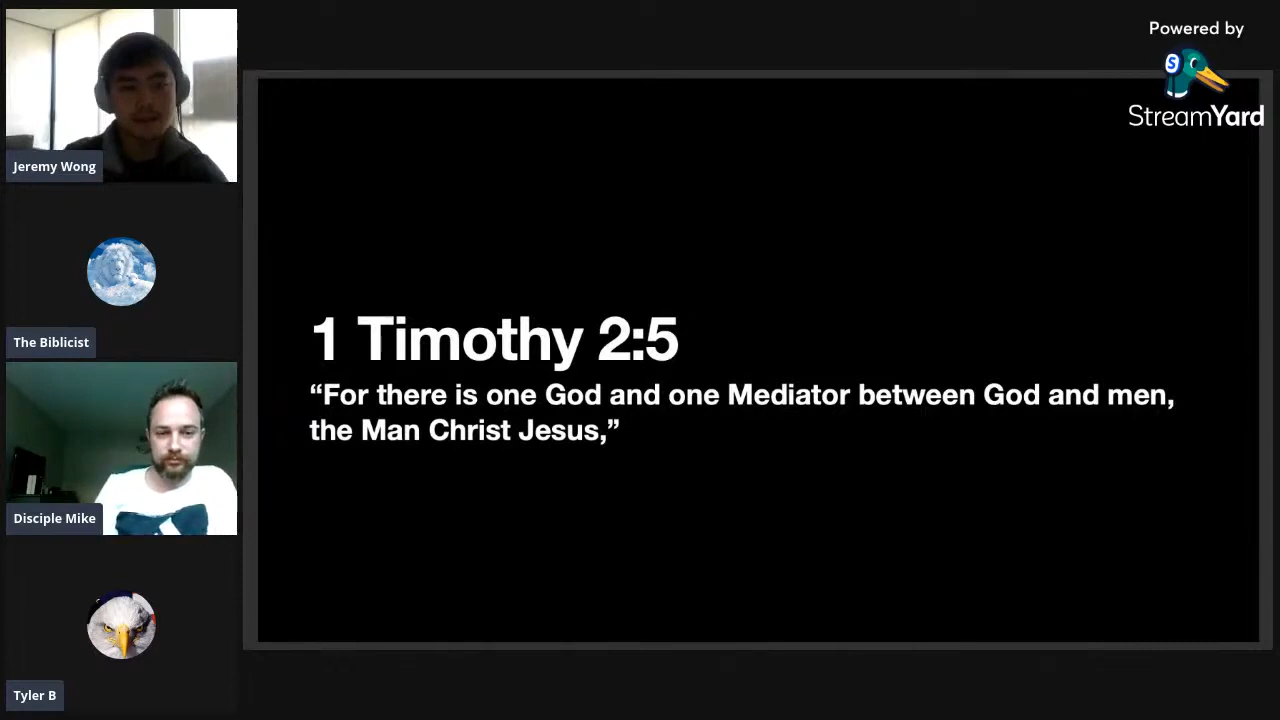 Powered by
StreamYard
Jeremy Wong
The Biblicist
Disciple Mike
Tyler B
1 Timothy 2:5
“For there is one God and one Mediator between God and men,
the Man Christ Jesus,”